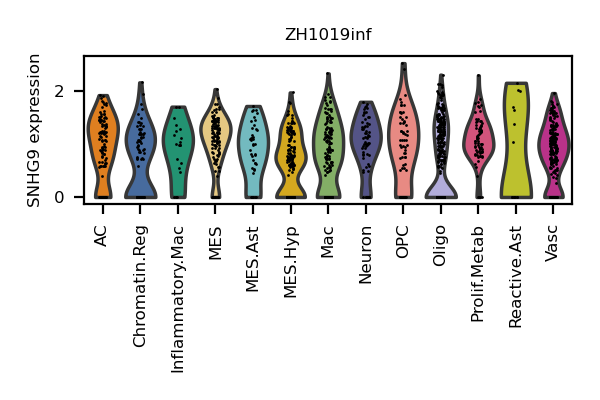 ZH1019inf
SNHG9 expression
2
0
AC
Chromatin.Reg
Inflammatory.Mac
MES
MES.Ast
MES.Hyp
Mac
Neuron
OPC
Oligo
Prolif.Metab
Reactive.Ast
Vasc